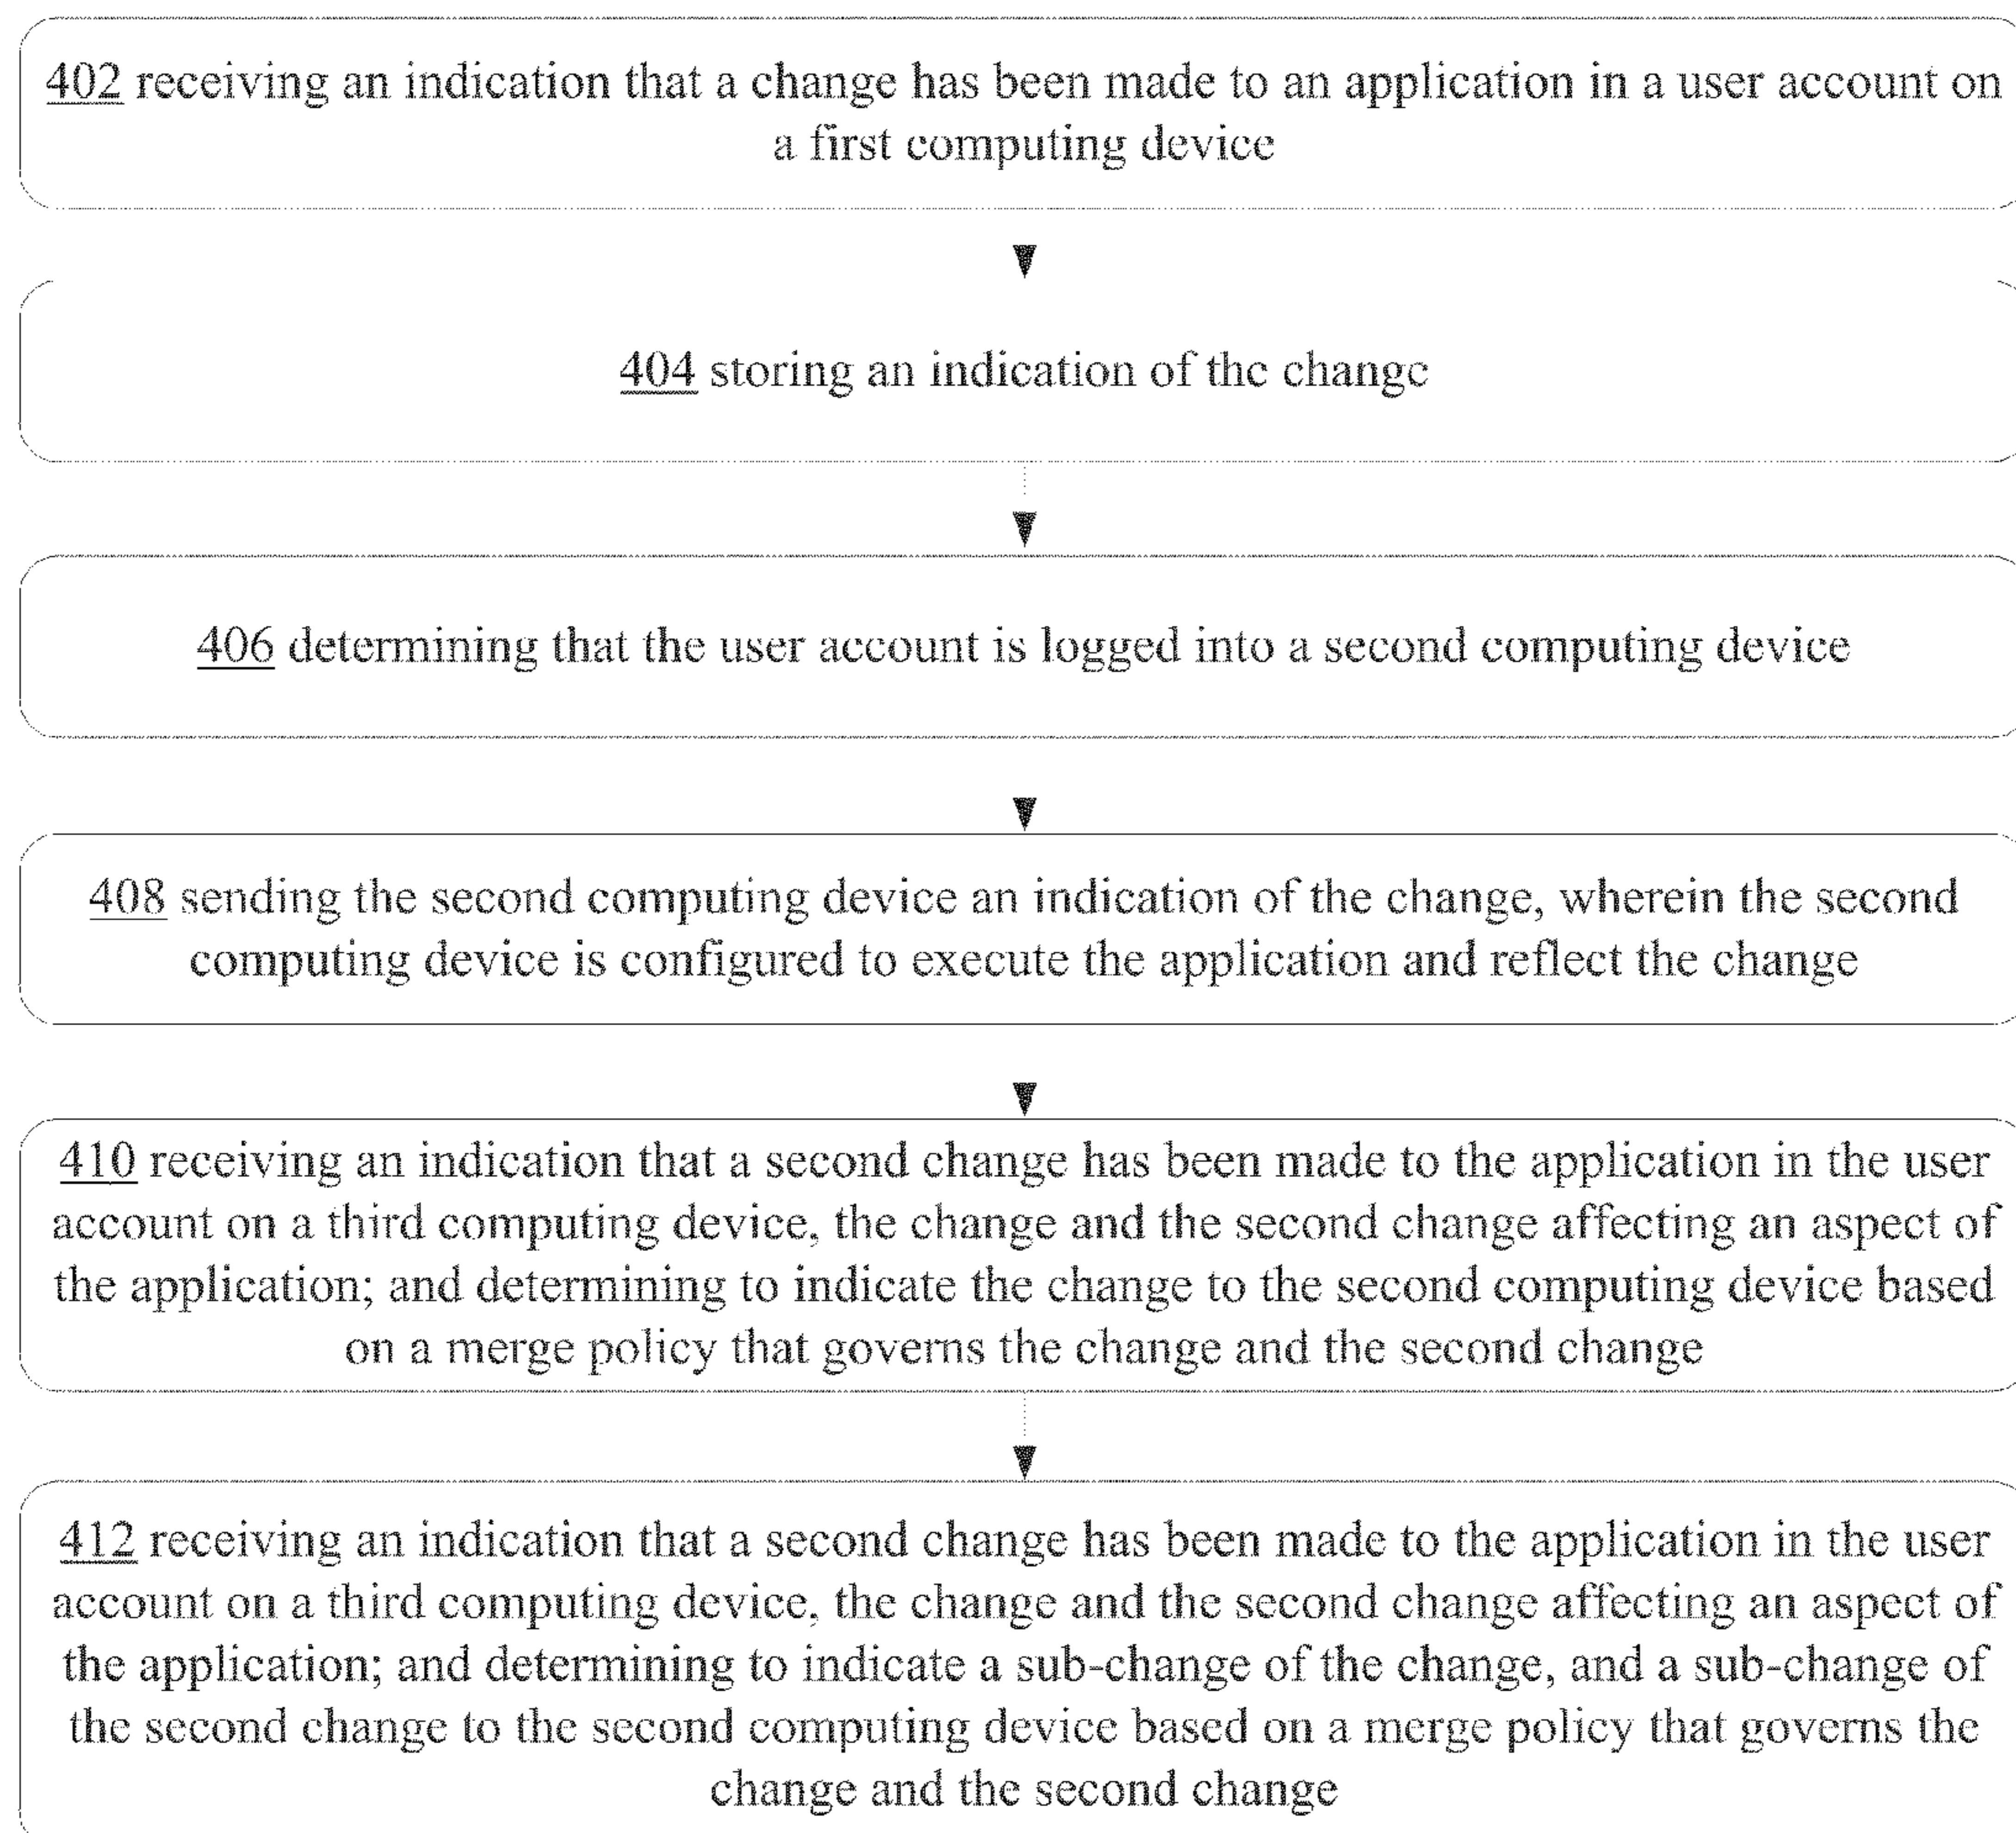 402 receiving an indication that a change has been made to an application in a user account on
a first computing device
404 storing an indication of the change
406 determining that the user account is logged into a second computing device
408 sending the second computing device an indication of the change, wherein the second
computing device is configured to execute the application and reflect the change
410 receiving an indication that a second change has been made to the application in the user
account on a third computing device, the change and the second change affecting an aspect of
the application; and determining to indicate the change to the second computing device based
on a merge policy that governs the change and the second change
412 receiving an indication that a second change has been made to the application in the user
account on a third computing device, the change and the second change affecting an aspect of
the application; and determining to indicate a sub-change of the change, and a sub-change of
the second change to the second computing device based on a merge policy that governs the
change and the second change